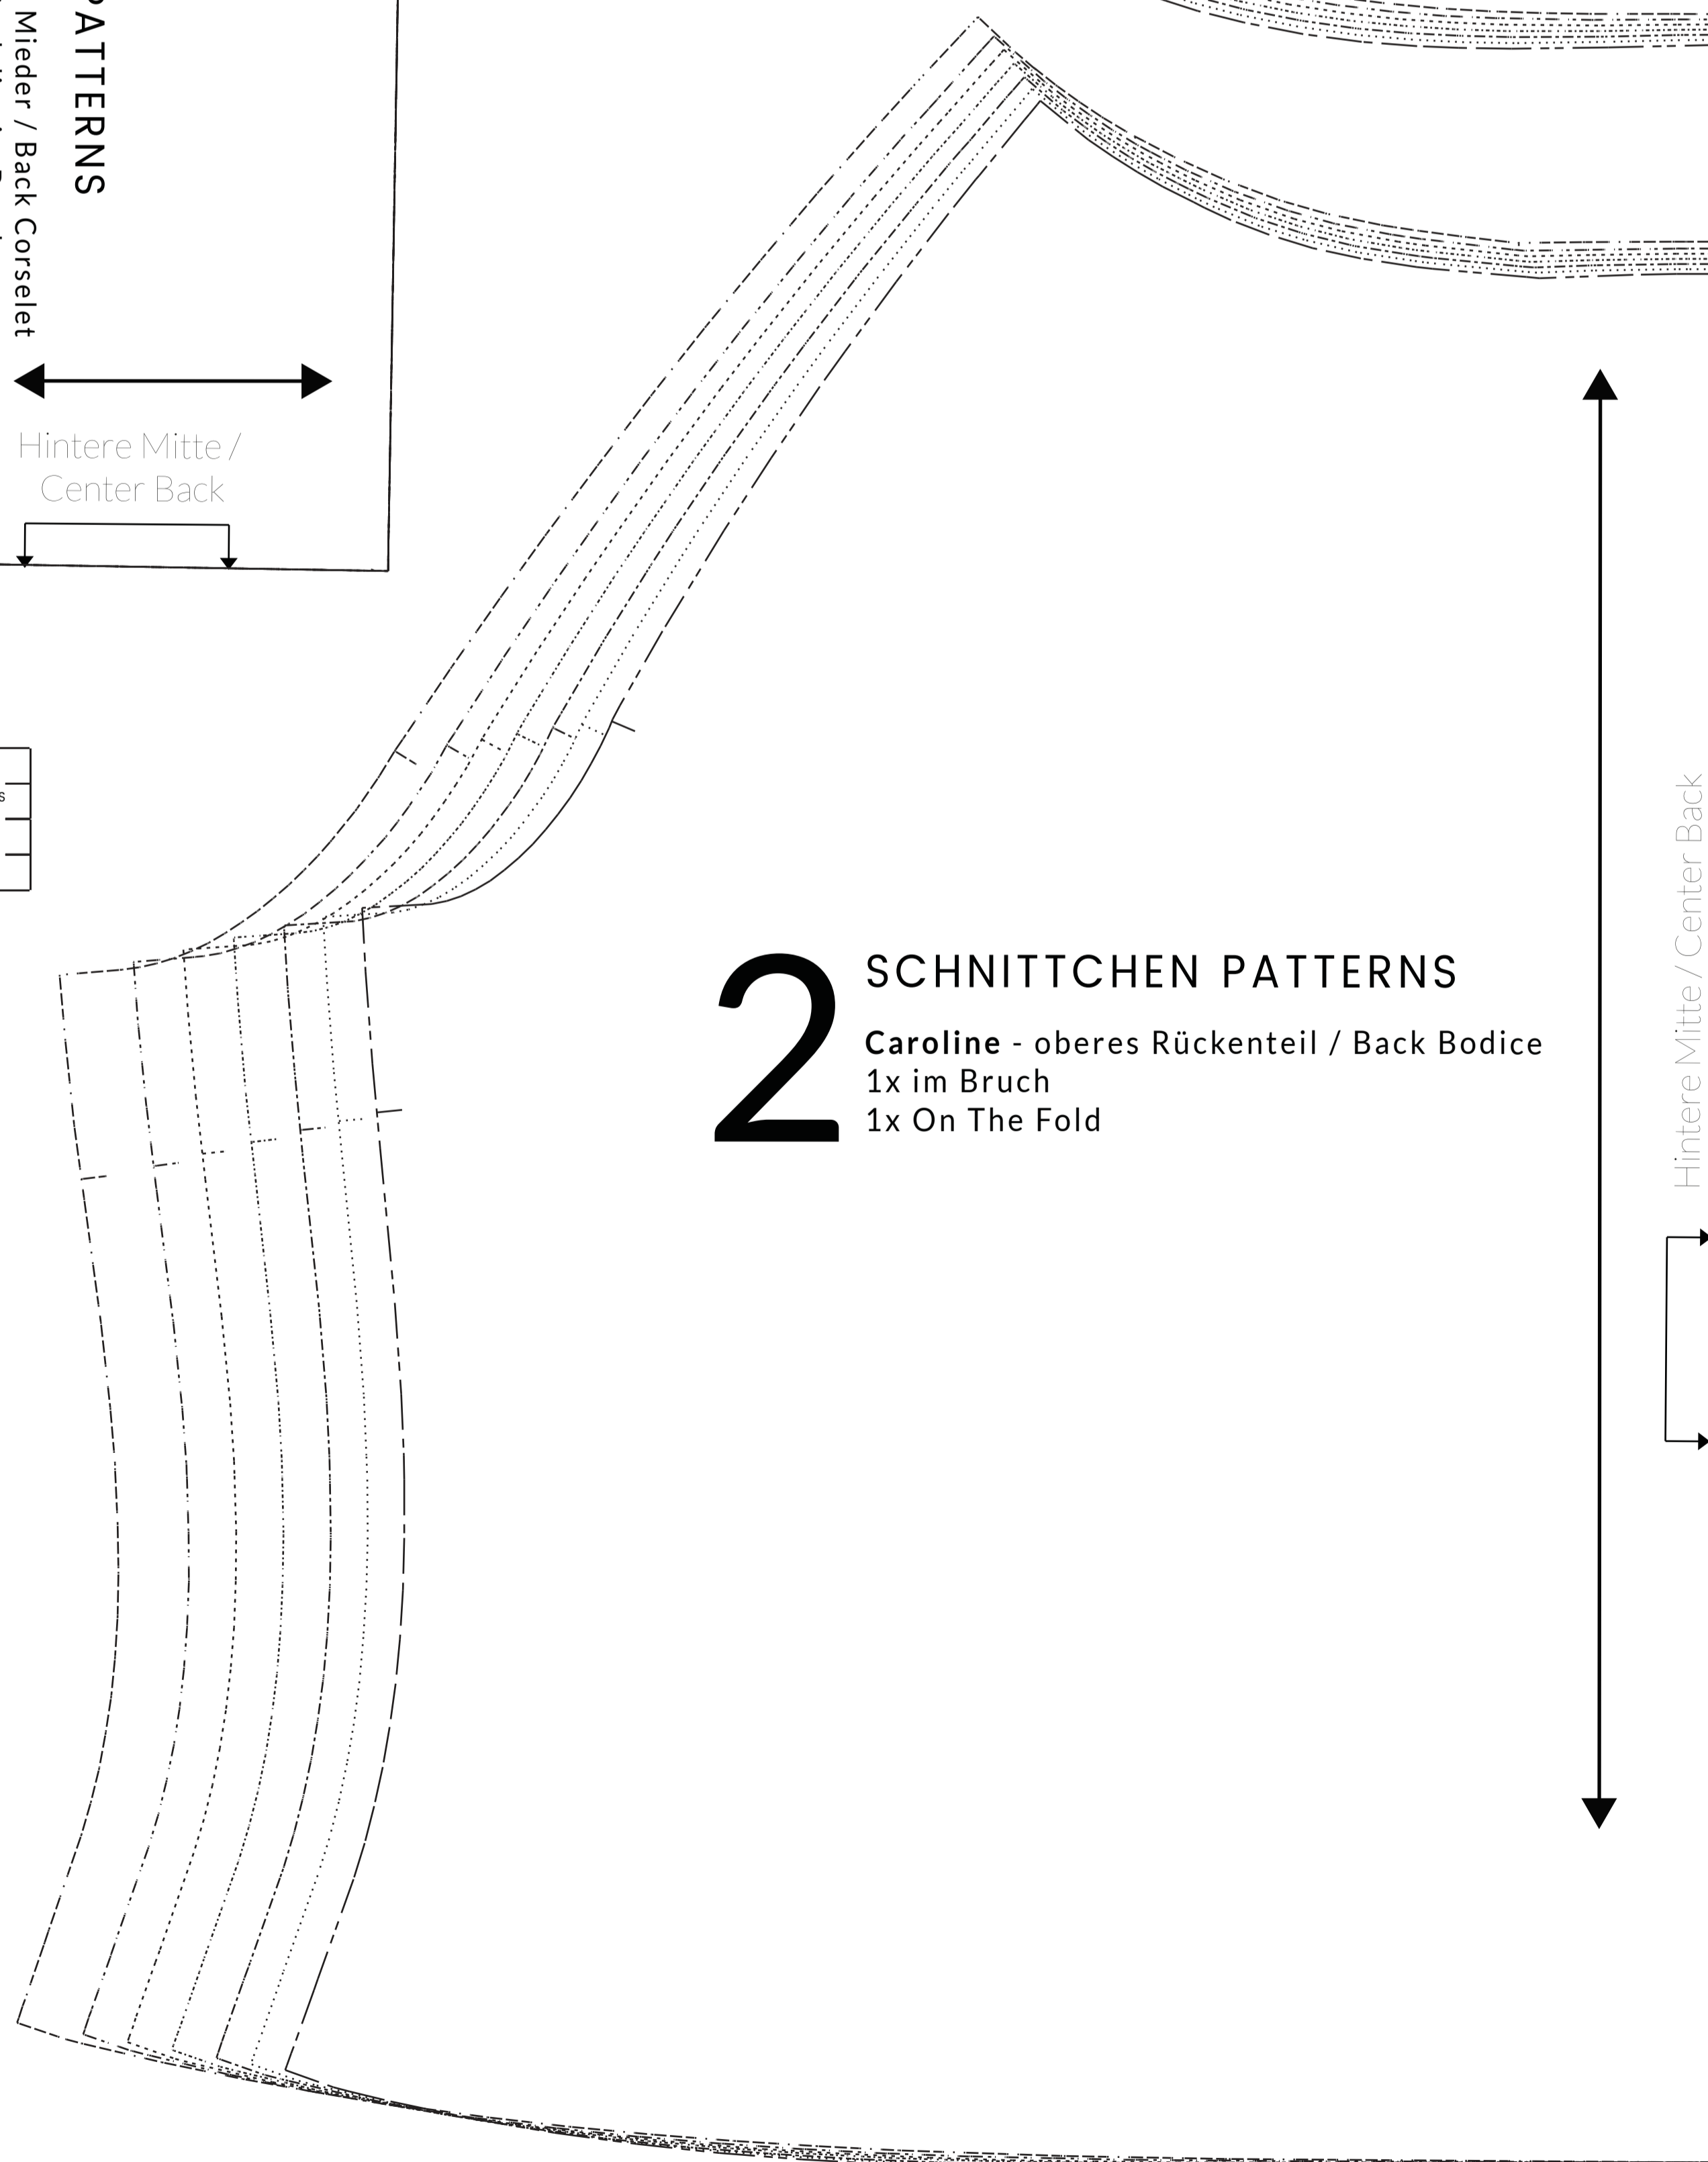 PATTERNS
Mieder / Back Corselet
Hintere Mitte /
Center Back
s
2
SCHNITTCHEN PATTERNS
Caroline - oberes Rückenteil / Back Bodice
1x im Bruch
1x On The Fold
Hintere Mitte / Center Back